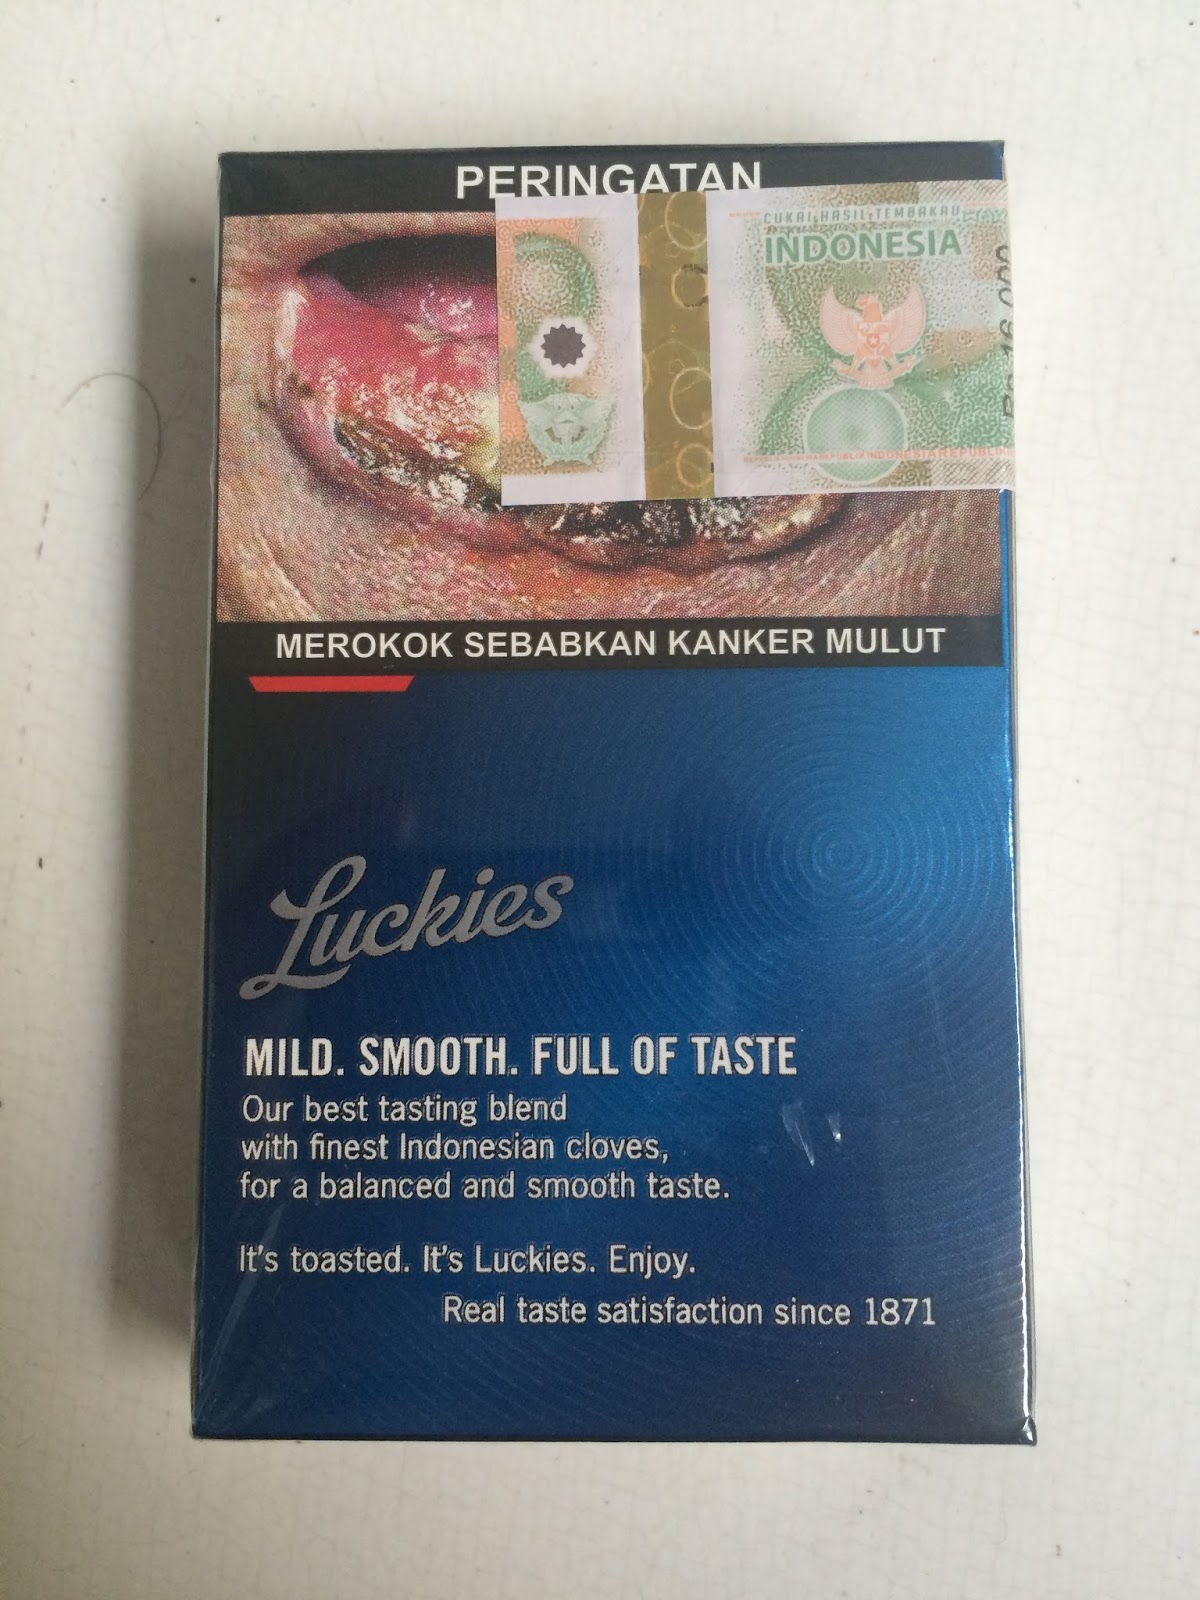 PERINGATAN
CUKAI HASIL TEMBAKAU
INDONESIA
REPUBLIKINDONESIAREPUBLIK
MEROKOK SEBABKAN KANKER MULUT
Luckies
MILD. SMOOTH. FULL OF TASTE
Our best tasting blend
with finest Indonesian cloves,
for a balanced and smooth taste.
It's toasted. It's Luckies. Enjoy.
Real taste satisfaction since 1871